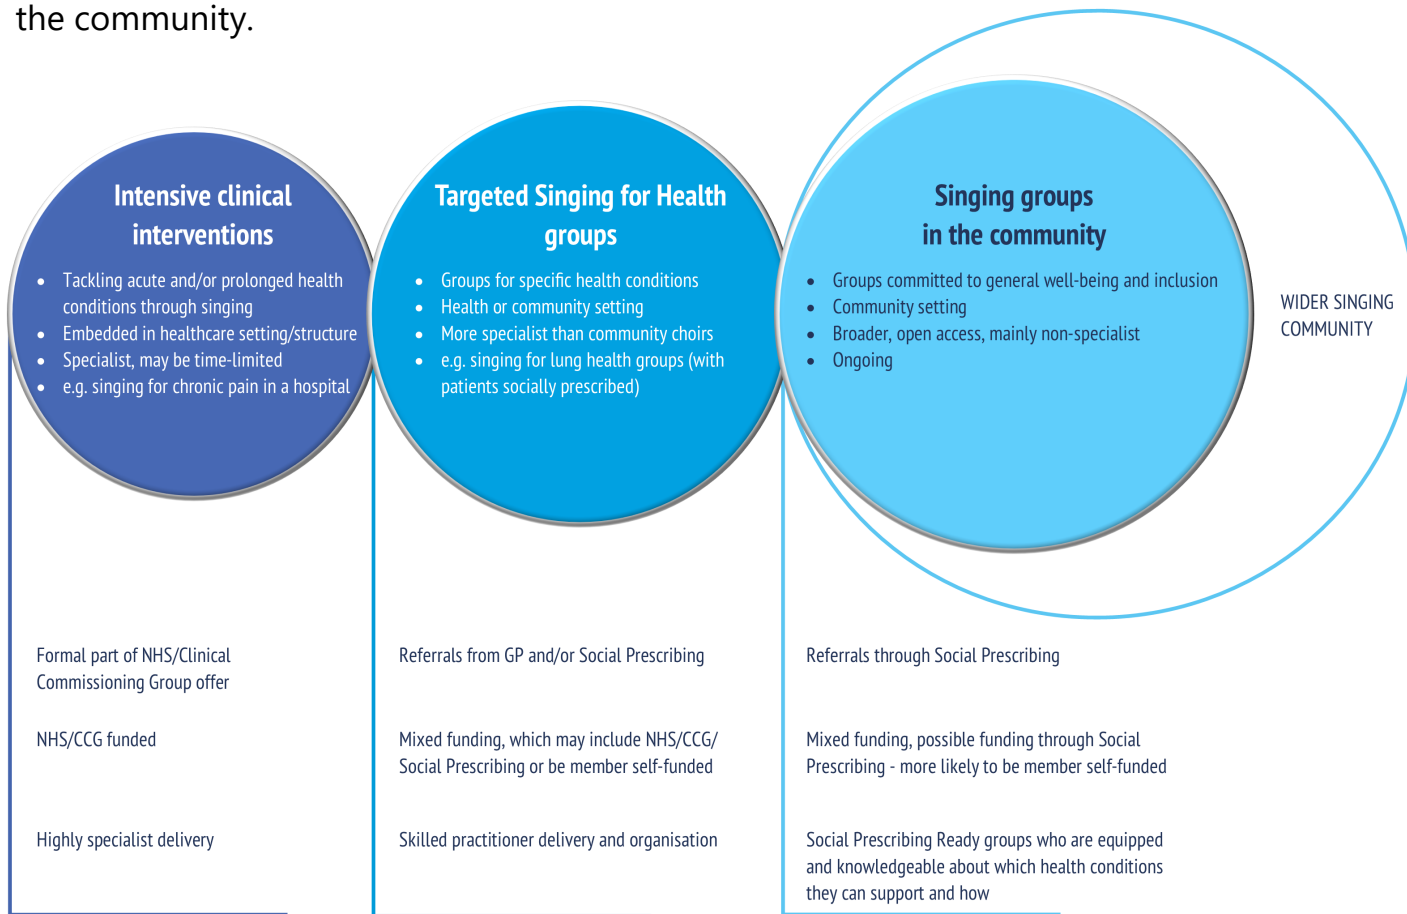 the community.
Intensive clinical
interventions
• Tackling acute and/or prolonged health
conditions through singing
• Embedded in healthcare setting/structure
• Specialist, may be time-limited
• e.g. singing for chronic pain in a hospital
Targeted Singing for Health
groups
• Groups for specific health conditions
• Health or community setting
• More specialist than community choirs
• e.g. singing for lung health groups (with
patients socially prescribed)
Singing groups
in the community
• Groups committed to general well-being and inclusion
• Community setting
• Broader, open access, mainly non-specialist
• Ongoing
WIDER SINGING
COMMUNITY
Formal part of NHS/Clinical
Commissioning Group offer
NHS/CCG funded
Highly specialist delivery
Referrals from GP and/or Social Prescribing
Mixed funding, which may include NHS/CCG/
Social Prescribing or be member self-funded
Skilled practitioner delivery and organisation
Referrals through Social Prescribing
Mixed funding, possible funding through Social
Prescribing - more likely to be member self-funded
Social Prescribing Ready groups who are equipped
and knowledgeable about which health conditions
they can support and how